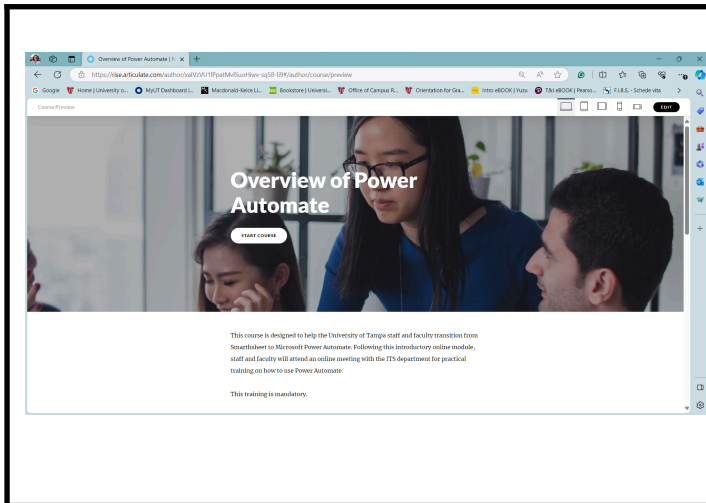 Overview of Power Automate | Ri
https://rise.articulate.com/author/xalVzVU1lPpatMvlSuoHiwv-sq58-li9#/author/course/preview
Google
Home | University o...
MyUT Dashboard |...
Macdonald-Kelce Li...
Bookstore | Universi...
Office of Campus R...
Orientation for Gra...
Intro eBOOK | Yuzu
T&I eBOOK | Pearso...
F.I.B.S. - Schede vita
Course Preview
EDIT
Overview of Power
Automate
START COURSE
This course is designed to help the University of Tampa staff and faculty transition from
Smarthsheet to Microsoft Power Automate. Following this introductory online module,
staff and faculty will attend an online meeting with the ITS department for practical
training on how to use Power Automate.
This training is mandatory.